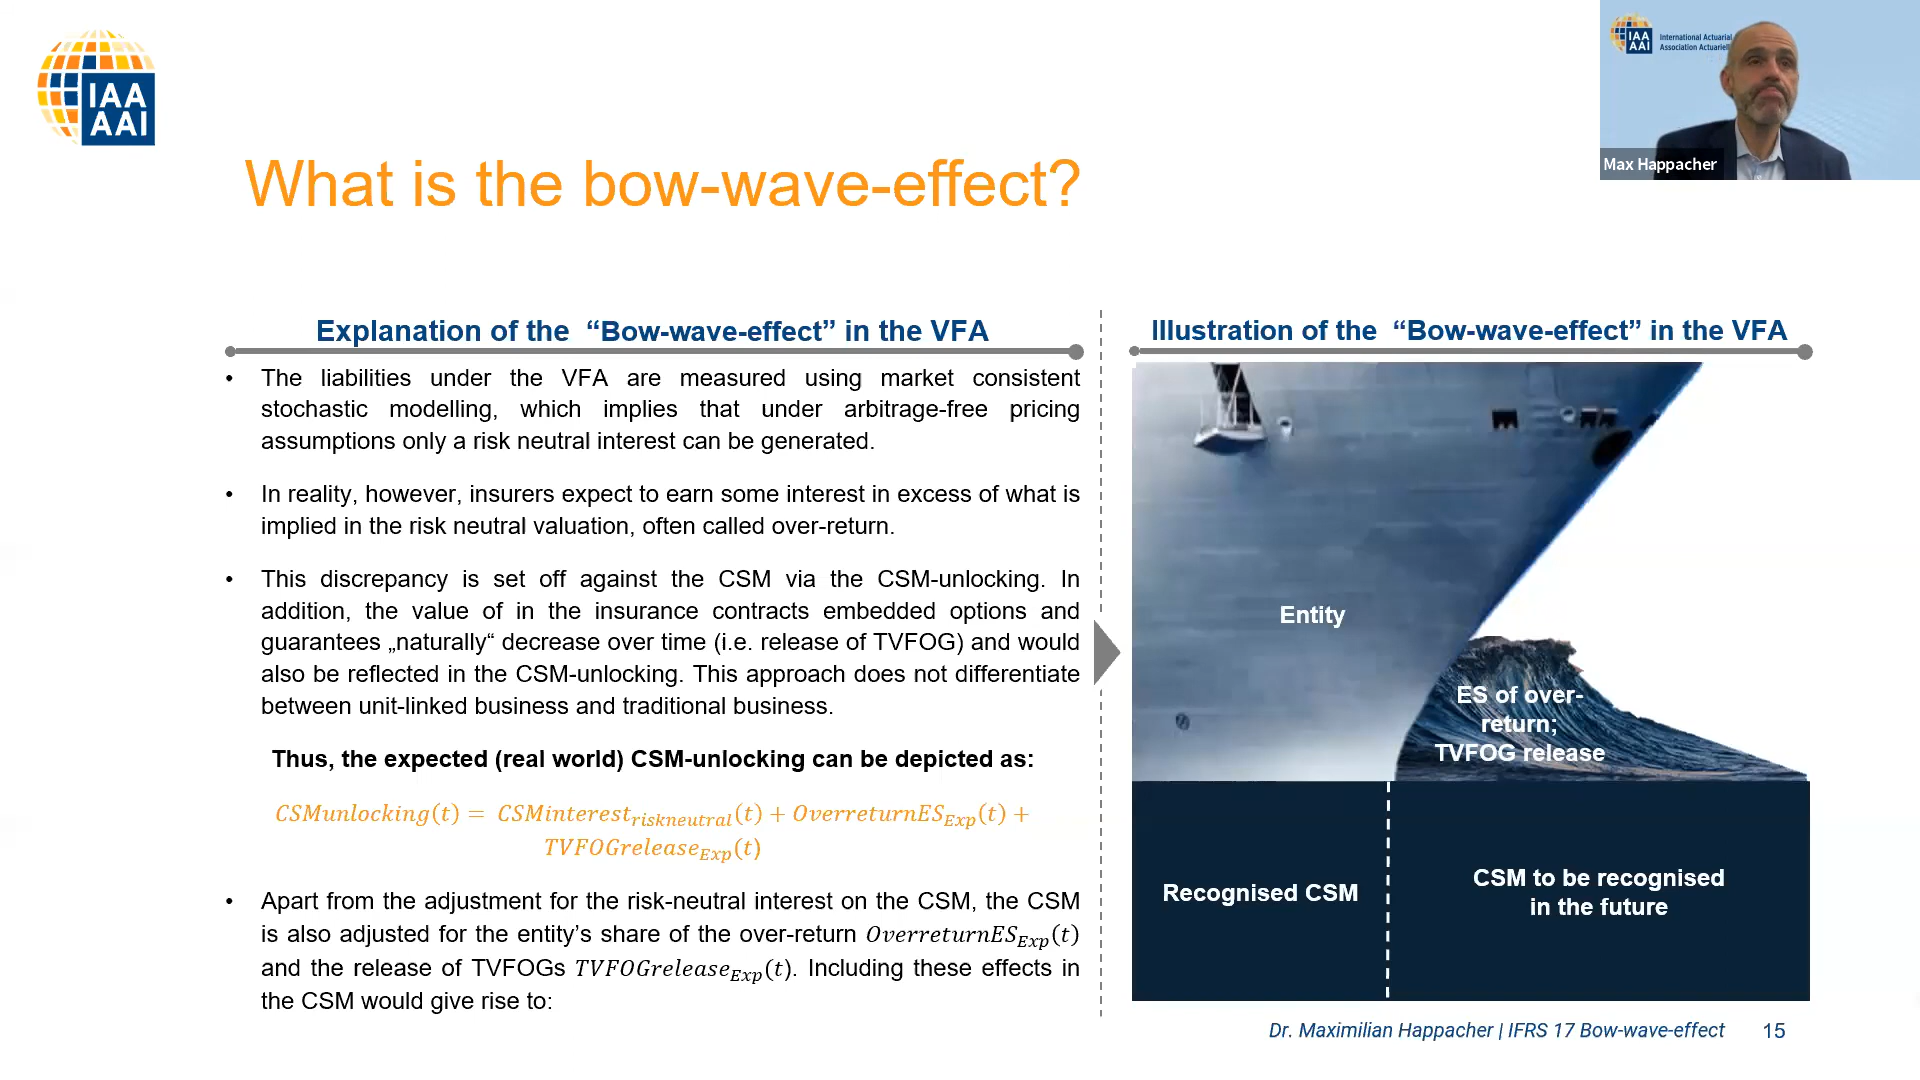 IAA
AAI
IAA
AAI
International Actuarial
Association Actuariell
Max Happacher
What is the bow-wave-effect?
Explanation of the “Bow-wave-effect” in the VFA
• The liabilities under the VFA are measured using market consistent
stochastic modelling, which implies that under arbitrage-free pricing
assumptions only a risk neutral interest can be generated.
• In reality, however, insurers expect to earn some interest in excess of what is
implied in the risk neutral valuation, often called over-return.
• This discrepancy is set off against the CSM via the CSM-unlocking. In
addition, the value of in the insurance contracts embedded options and
guarantees „naturally“ decrease over time (i.e. release of TVFOG) and would
also be reflected in the CSM-unlocking. This approach does not differentiate
between unit-linked business and traditional business.
Thus, the expected (real world) CSM-unlocking can be depicted as:
CSMunlocking(t) = CSMinterest_riskneutral(t) + OverreturnES_Exp(t) +
TVFOGrelease_Exp(t)
• Apart from the adjustment for the risk-neutral interest on the CSM, the CSM
is also adjusted for the entity’s share of the over-return OverreturnES_Exp(t)
and the release of TVFOGs TVFOGrelease_Exp(t). Including these effects in
the CSM would give rise to:
Illustration of the “Bow-wave-effect” in the VFA
Entity
ES of over-
return;
TVFOG release
Recognised CSM
CSM to be recognised
in the future
Dr. Maximilian Happacher | IFRS 17 Bow-wave-effect 15